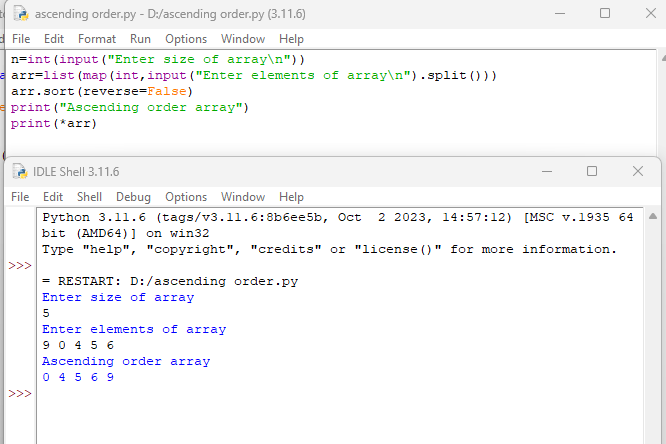 ascending order.py - D:/ascending order.py (3.11.6)
File Edit Format Run Options Window Help
n=int(input("Enter size of array\n"))
arr=list(map(int,input("Enter elements of array\n").split()))
arr.sort(reverse=False)
print("Ascending order array")
print(*arr)
IDLE Shell 3.11.6
File Edit Shell Debug Options Window Help
Python 3.11.6 (tags/v3.11.6:8b6ee5b, Oct  2 2023, 14:57:12) [MSC v.1935 64
bit (AMD64)] on win32
Type "help", "copyright", "credits" or "license()" for more information.
>>>
= RESTART: D:/ascending order.py
Enter size of array
5
Enter elements of array
9 0 4 5 6
Ascending order array
0 4 5 6 9
>>>